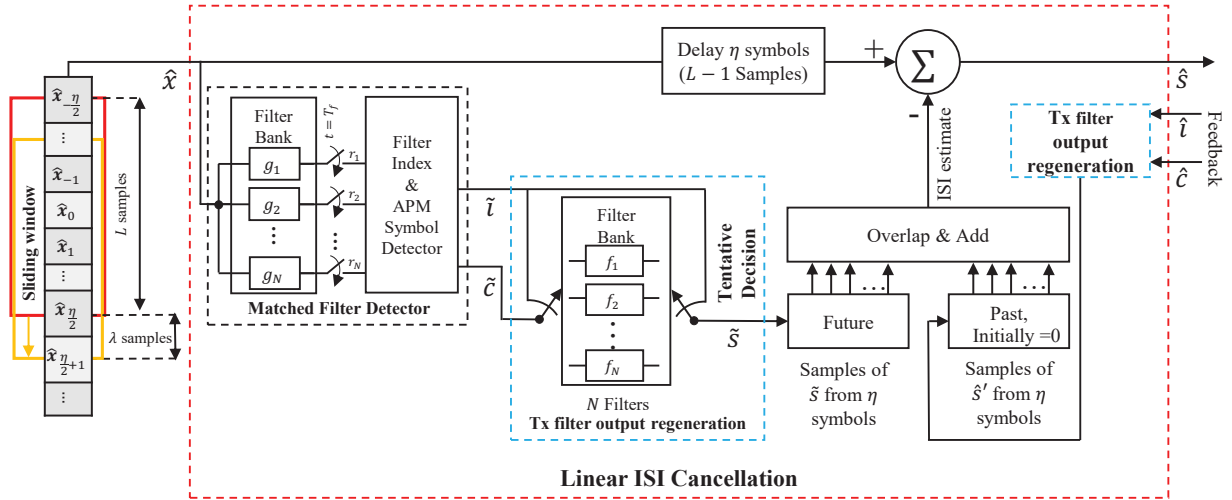 x̂_{-η/2}
⋮
x̂_{-1}
x̂_0
x̂_1
⋮
x̂_{η/2}
x̂_{η/2+1}
⋮
Sliding window
L samples
λ samples
x̂
Filter
Bank
g_1
g_2
⋮
g_N
t = T_f
r_1
r_2
⋯
r_N
Filter
Index
&
APM
Symbol
Detector
Matched Filter Detector
ĩ
c̃
Filter
Bank
f_1
f_2
⋮
f_N
N Filters
Tx filter output regeneration
Tentative
Decision
s̃
Delay η symbols
(L − 1 Samples)
+
Σ
-
ŝ
ISI estimate
Tx filter
output
regeneration
î
ĉ
Feedback
Overlap & Add
…
…
Future
Past,
Initially =0
Samples of
s̃ from η
symbols
Samples of
ŝ′ from η
symbols
Linear ISI Cancellation